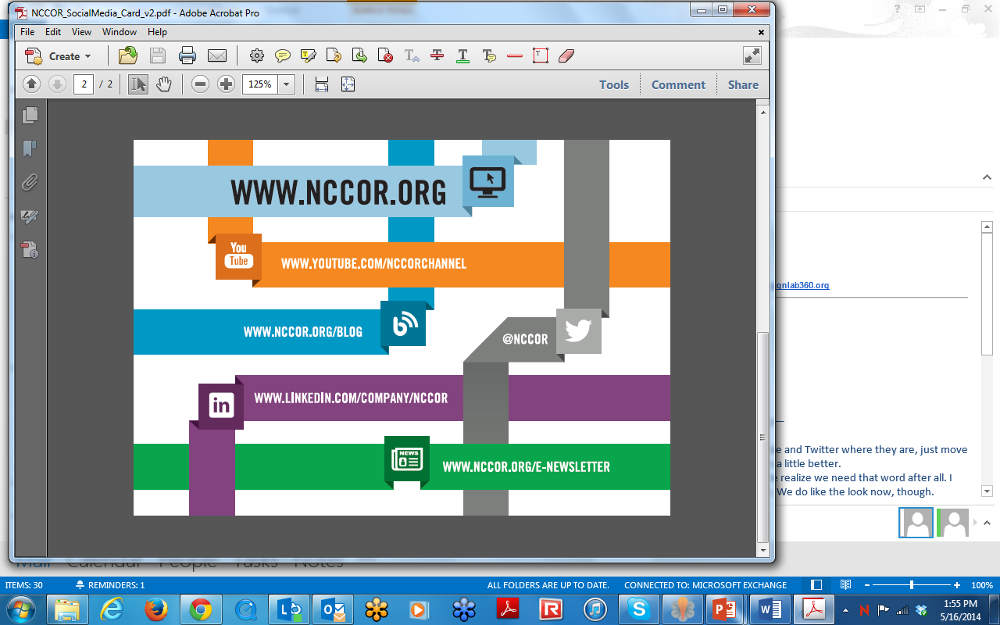 NCCOR_SocialMedia_Card_v2.pdf - Adobe Acrobat Pro
File Edit View Window Help
Create
2 / 2
125%
Tools Comment Share
WWW.NCCOR.ORG
You
Tube
WWW.YOUTUBE.COM/NCCORCHANNEL
WWW.NCCOR.ORG/BLOG
@NCCOR
in
WWW.LINKEDIN.COM/COMPANY/NCCOR
NEWS
WWW.NCCOR.ORG/E-NEWSLETTER
gnlab360.org
e and Twitter where they are, just move
a little better.
realize we need that word after all. I
We do like the look now, though.
Mail Calendar People Tasks Notes
ITEMS: 30 REMINDERS: 1 ALL FOLDERS ARE UP TO DATE. CONNECTED TO: MICROSOFT EXCHANGE 100%
1:55 PM
5/16/2014